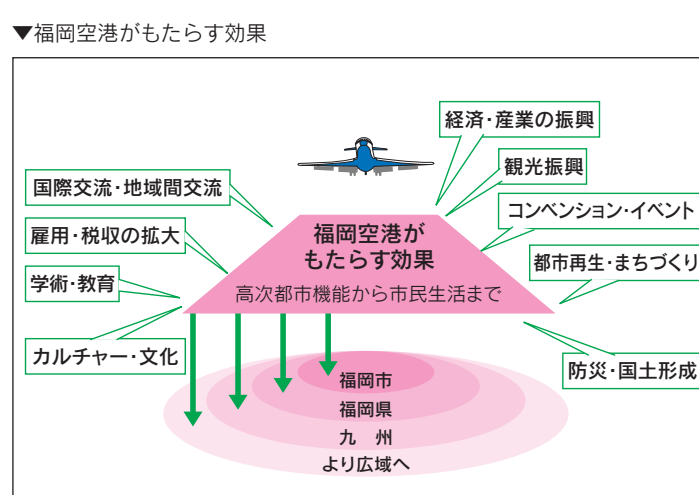 ▼福岡空港がもたらす効果
経済・産業の振興
観光振興
国際交流・地域間交流
コンベンション・イベント
雇用・税収の拡大
福岡空港が
もたらす効果
都市再生・まちづくり
学術・教育
高次都市機能から市民生活まで
カルチャー・文化
防災・国土形成
福岡市
福岡県
九 州
より広域へ